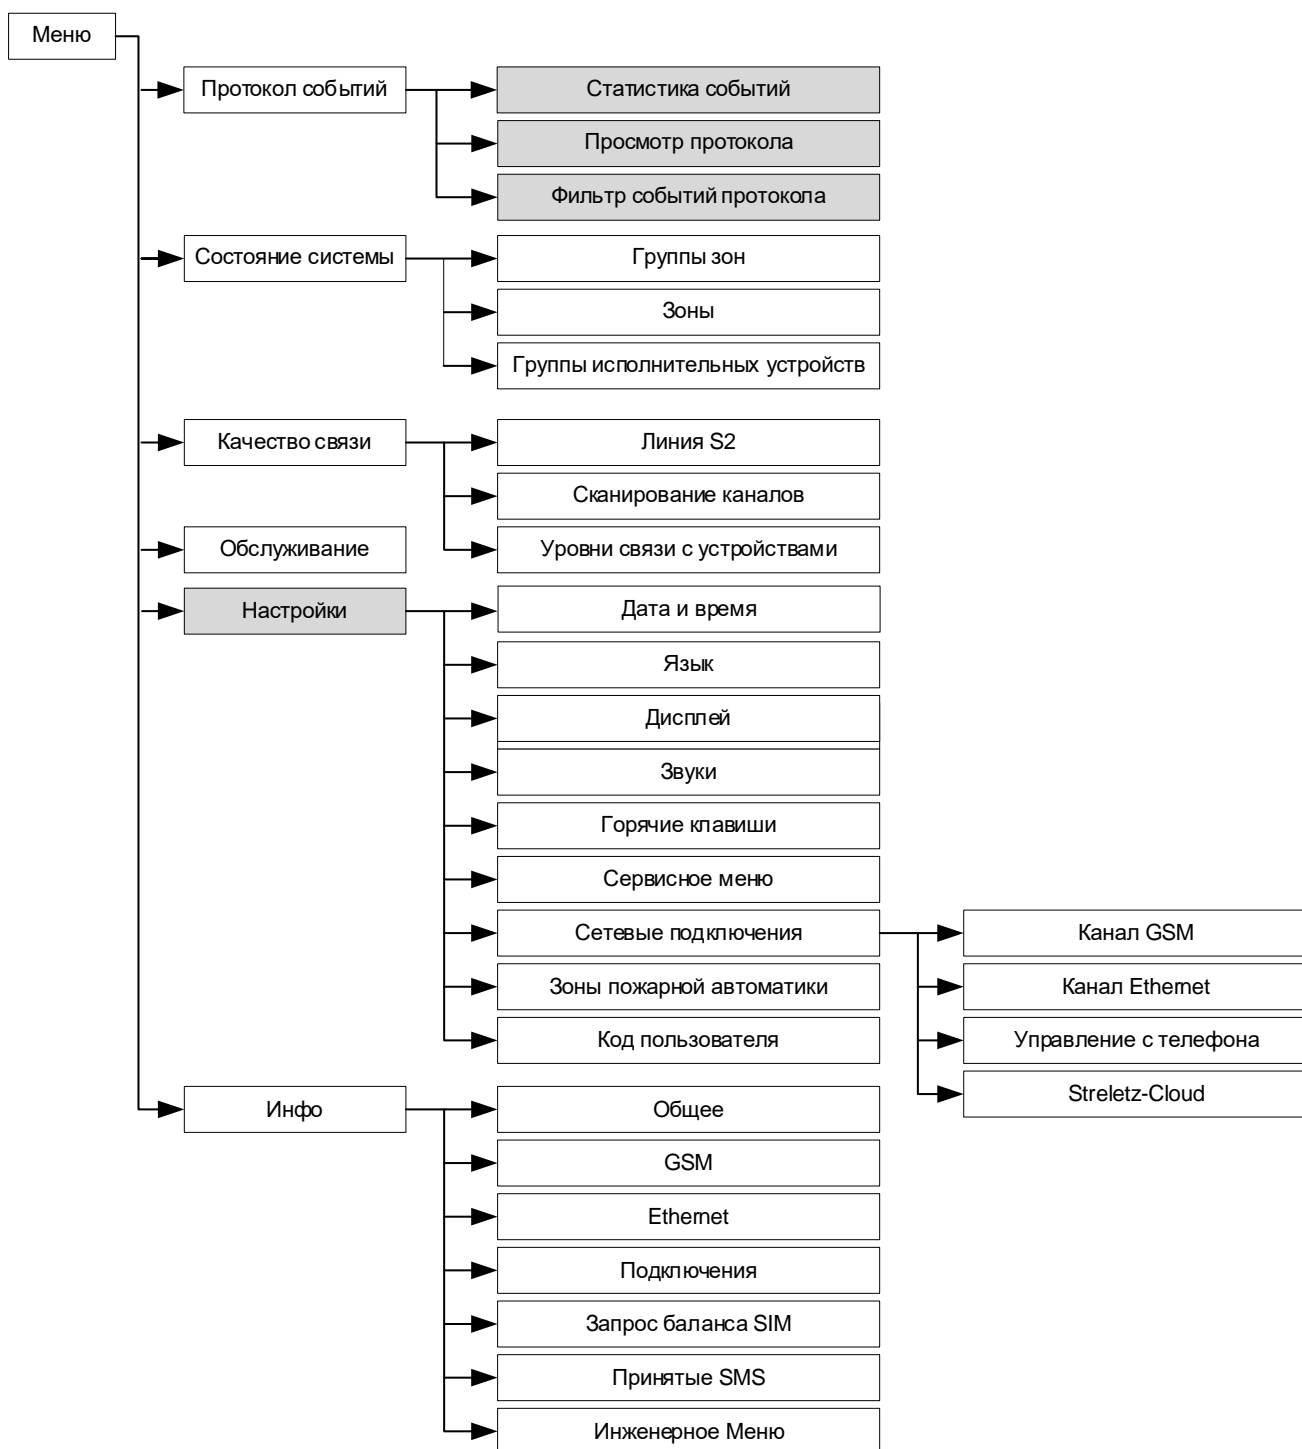 Меню
Протокол событий
Статистика событий
Просмотр протокола
Фильтр событий протокола
Состояние системы
Группы зон
Зоны
Группы исполнительных устройств
Качество связи
Линия S2
Сканирование каналов
Уровни связи с устройствами
Обслуживание
Настройки
Дата и время
Язык
Дисплей
Звуки
Горячие клавиши
Сервисное меню
Сетевые подключения
Канал GSM
Канал Ethernet
Управление с телефона
Streletz-Cloud
Зоны пожарной автоматики
Код пользователя
Инфо
Общее
GSM
Ethernet
Подключения
Запрос баланса SIM
Принятые SMS
Инженерное Меню